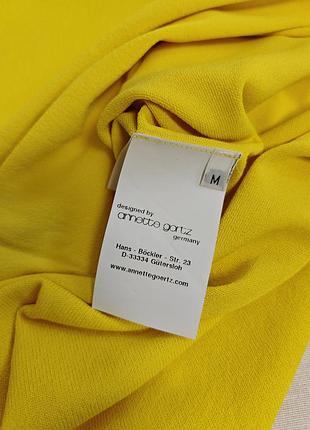 M
designed by
annette gortz
germany
Hans - Böckler - Str. 23
D-33334 Gütersloh
www.annettegoertz.com